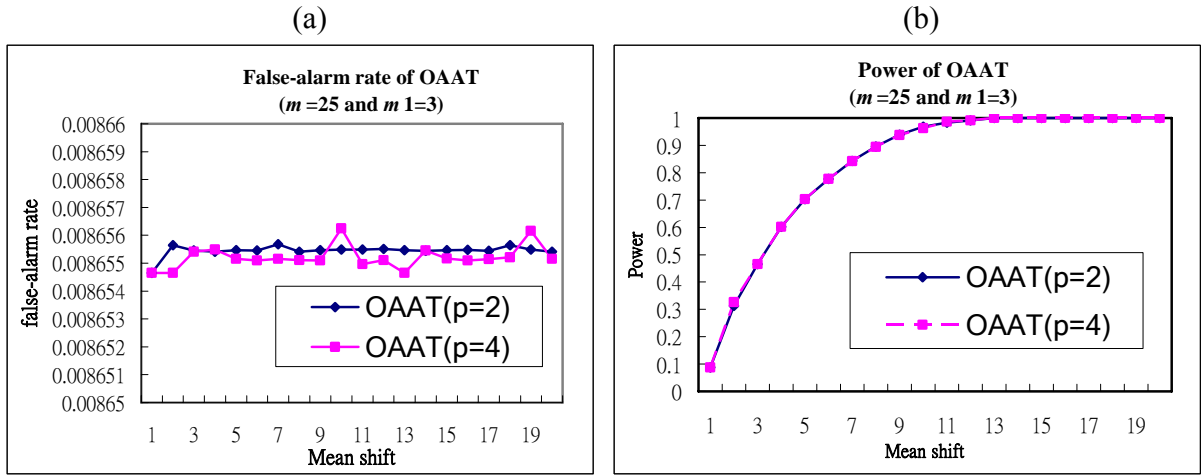 (a)
False-alarm rate of OAAT
(m =25 and m 1=3)
0.00866
0.008659
0.008658
0.008657
0.008656
0.008655
0.008654
0.008653
0.008652
0.008651
0.00865
false-alarm rate
OAAT(p=2)
OAAT(p=4)
1 3 5 7 9 11 13 15 17 19
Mean shift
(b)
Power of OAAT
(m =25 and m 1=3)
1
0.9
0.8
0.7
0.6
0.5
0.4
0.3
0.2
0.1
0
Power
OAAT(p=2)
OAAT(p=4)
1 3 5 7 9 11 13 15 17 19
Mean shift